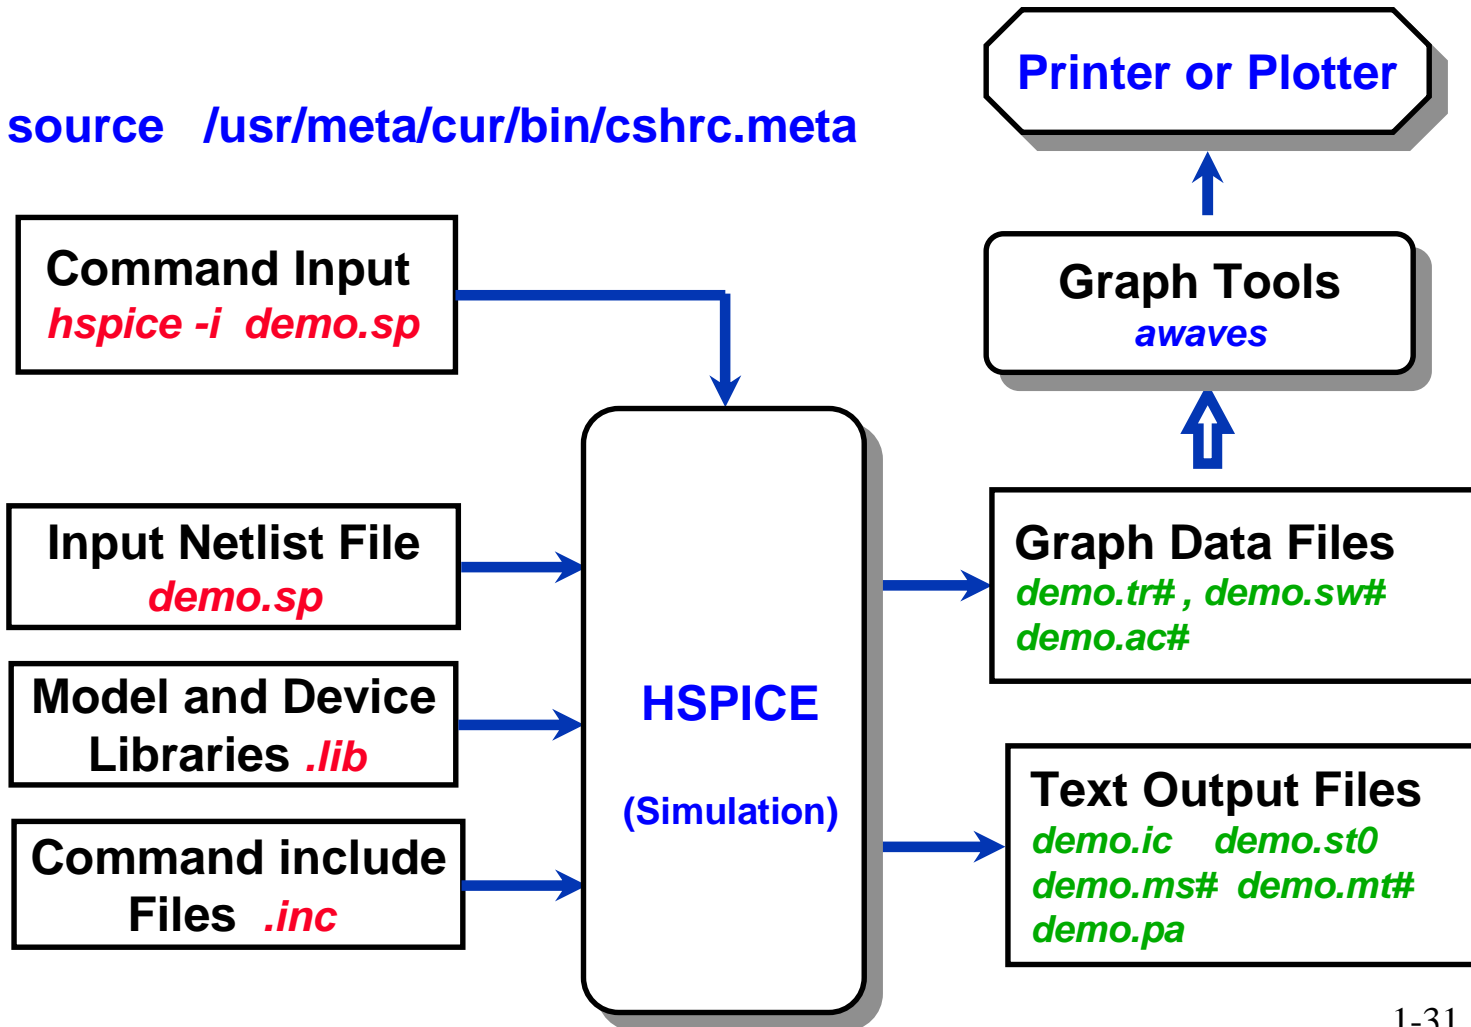 source /usr/meta/cur/bin/cshrc.meta
Printer or Plotter
Command Input
hspice -i demo.sp
Graph Tools
awaves
Input Netlist File
demo.sp
Model and Device
Libraries .lib
Command include
Files .inc
HSPICE
(Simulation)
Graph Data Files
demo.tr# , demo.sw#
demo.ac#
Text Output Files
demo.ic demo.st0
demo.ms# demo.mt#
demo.pa
1-31